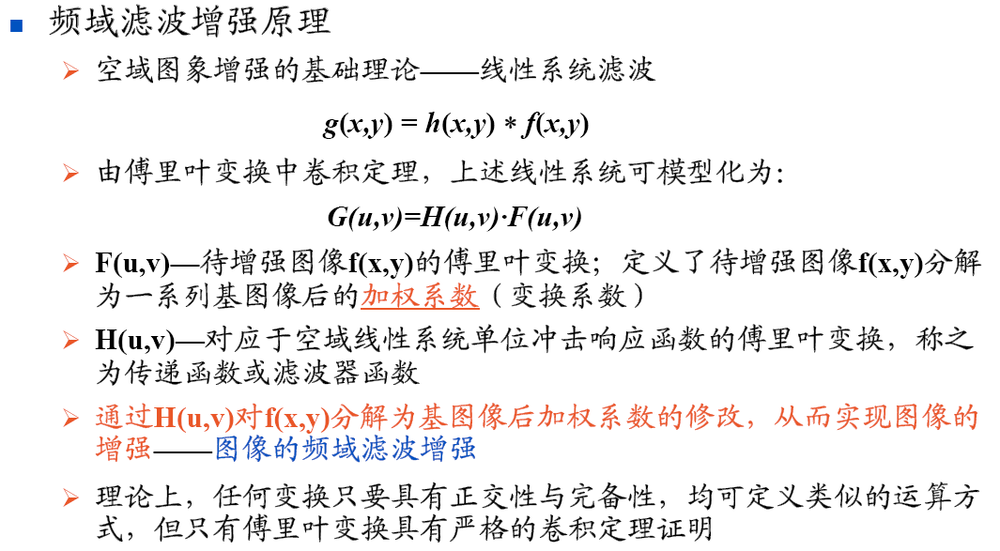 频域滤波增强原理
空域图象增强的基础理论——线性系统滤波
g(x,y) = h(x,y) * f(x,y)
由傅里叶变换中卷积定理，上述线性系统可模型化为：
G(u,v)=H(u,v)·F(u,v)
F(u,v)—待增强图像f(x,y)的傅里叶变换；定义了待增强图像f(x,y)分解
为一系列基图像后的加权系数（变换系数）
H(u,v)—对应于空域线性系统单位冲击响应函数的傅里叶变换，称之
为传递函数或滤波器函数
通过H(u,v)对f(x,y)分解为基图像后加权系数的修改，从而实现图像的
增强——图像的频域滤波增强
理论上，任何变换只要具有正交性与完备性，均可定义类似的运算方
式，但只有傅里叶变换具有严格的卷积定理证明